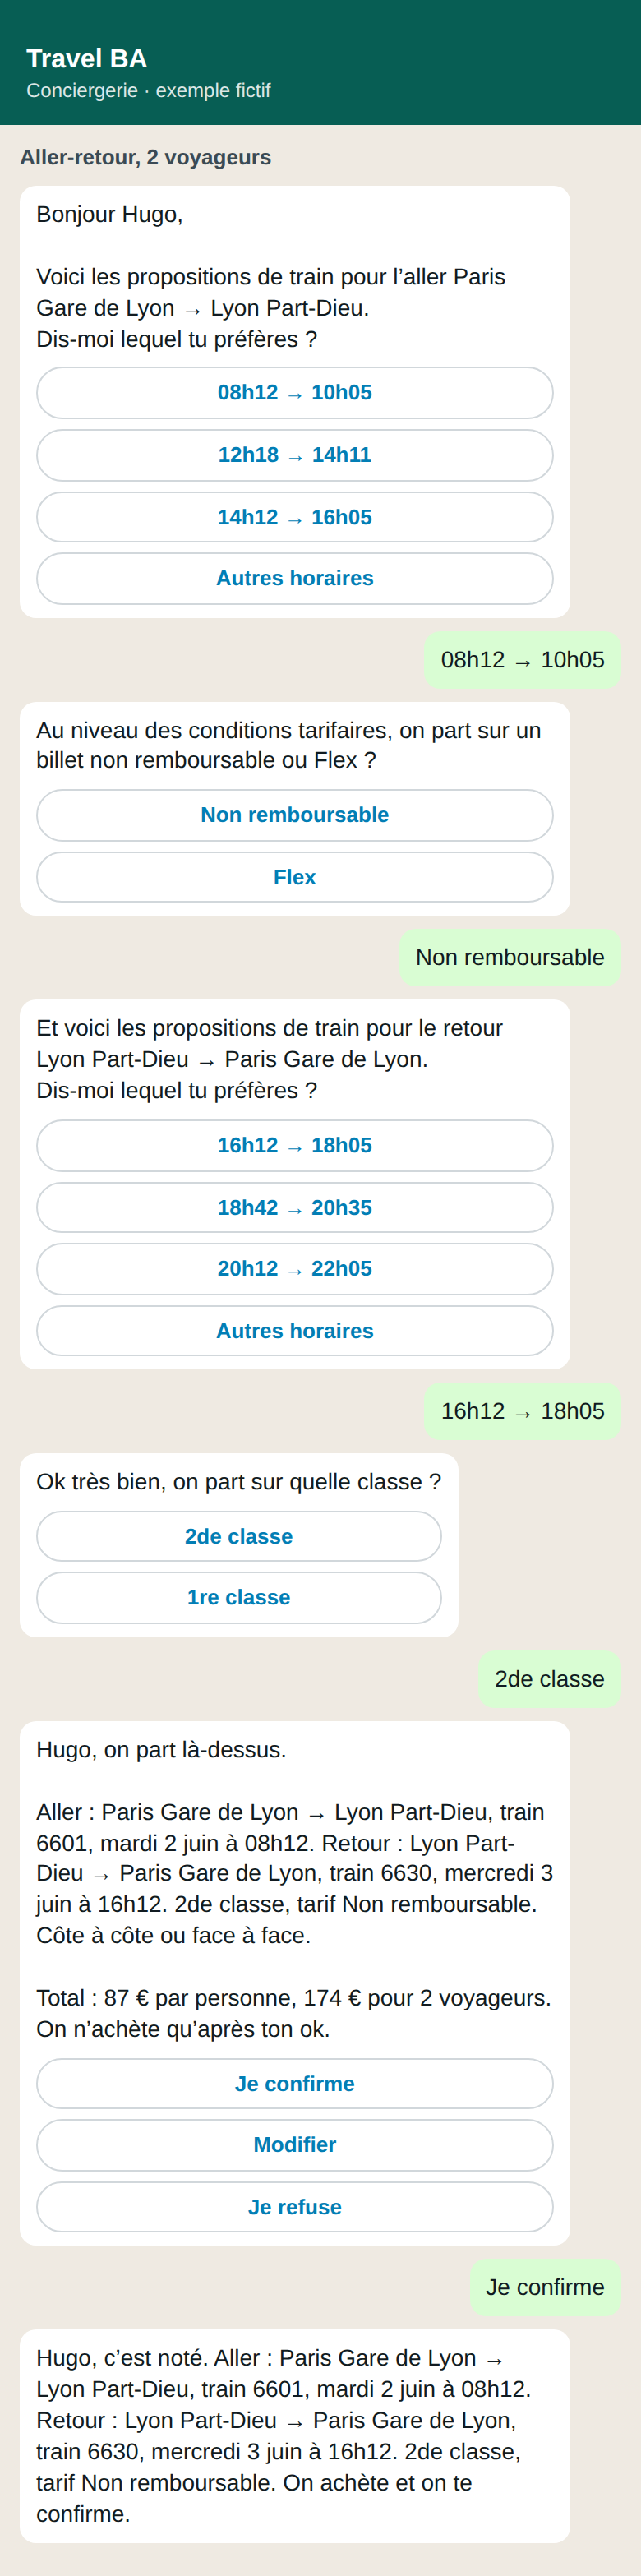 Travel BA
Conciergerie · exemple fictif
Aller-retour, 2 voyageurs
Bonjour Hugo,
Voici les propositions de train pour l’aller Paris
Gare de Lyon → Lyon Part-Dieu.
Dis-moi lequel tu préfères ?
08h12 → 10h05
12h18 → 14h11
14h12 → 16h05
Autres horaires
08h12 → 10h05
Au niveau des conditions tarifaires, on part sur un
billet non remboursable ou Flex ?
Non remboursable
Flex
Non remboursable
Et voici les propositions de train pour le retour
Lyon Part-Dieu → Paris Gare de Lyon.
Dis-moi lequel tu préfères ?
16h12 → 18h05
18h42 → 20h35
20h12 → 22h05
Autres horaires
16h12 → 18h05
Ok très bien, on part sur quelle classe ?
2de classe
1re classe
2de classe
Hugo, on part là-dessus.
Aller : Paris Gare de Lyon → Lyon Part-Dieu, train
6601, mardi 2 juin à 08h12. Retour : Lyon Part-
Dieu → Paris Gare de Lyon, train 6630, mercredi 3
juin à 16h12. 2de classe, tarif Non remboursable.
Côte à côte ou face à face.
Total : 87 € par personne, 174 € pour 2 voyageurs.
On n’achète qu’après ton ok.
Je confirme
Modifier
Je refuse
Je confirme
Hugo, c’est noté. Aller : Paris Gare de Lyon →
Lyon Part-Dieu, train 6601, mardi 2 juin à 08h12.
Retour : Lyon Part-Dieu → Paris Gare de Lyon,
train 6630, mercredi 3 juin à 16h12. 2de classe,
tarif Non remboursable. On achète et on te
confirme.